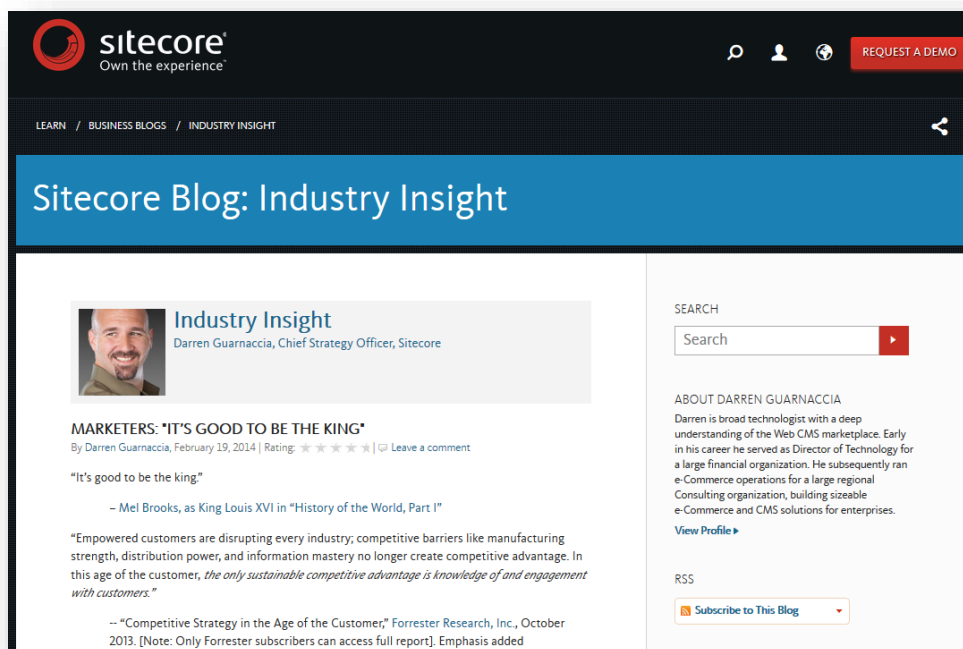 sitecore®
Own the experience™
REQUEST A DEMO
LEARN / BUSINESS BLOGS / INDUSTRY INSIGHT
Sitecore Blog: Industry Insight
Industry Insight
Darren Guarnaccia, Chief Strategy Officer, Sitecore
MARKETERS: "IT'S GOOD TO BE THE KING"
By Darren Guarnaccia, February 19, 2014 | Rating: | Leave a comment
“It’s good to be the king.”
– Mel Brooks, as King Louis XVI in “History of the World, Part I”
“Empowered customers are disrupting every industry; competitive barriers like manufacturing
strength, distribution power, and information mastery no longer create competitive advantage. In
this age of the customer, the only sustainable competitive advantage is knowledge of and engagement
with customers.”
-- “Competitive Strategy in the Age of the Customer,” Forrester Research, Inc., October
2013. [Note: Only Forrester subscribers can access full report]. Emphasis added
SEARCH
Search
ABOUT DARREN GUARNACCIA
Darren is broad technologist with a deep
understanding of the Web CMS marketplace. Early
in his career he served as Director of Technology for
a large financial organization. He subsequently ran
e-Commerce operations for a large regional
Consulting organization, building sizeable
e-Commerce and CMS solutions for enterprises.
View Profile
RSS
Subscribe to This Blog